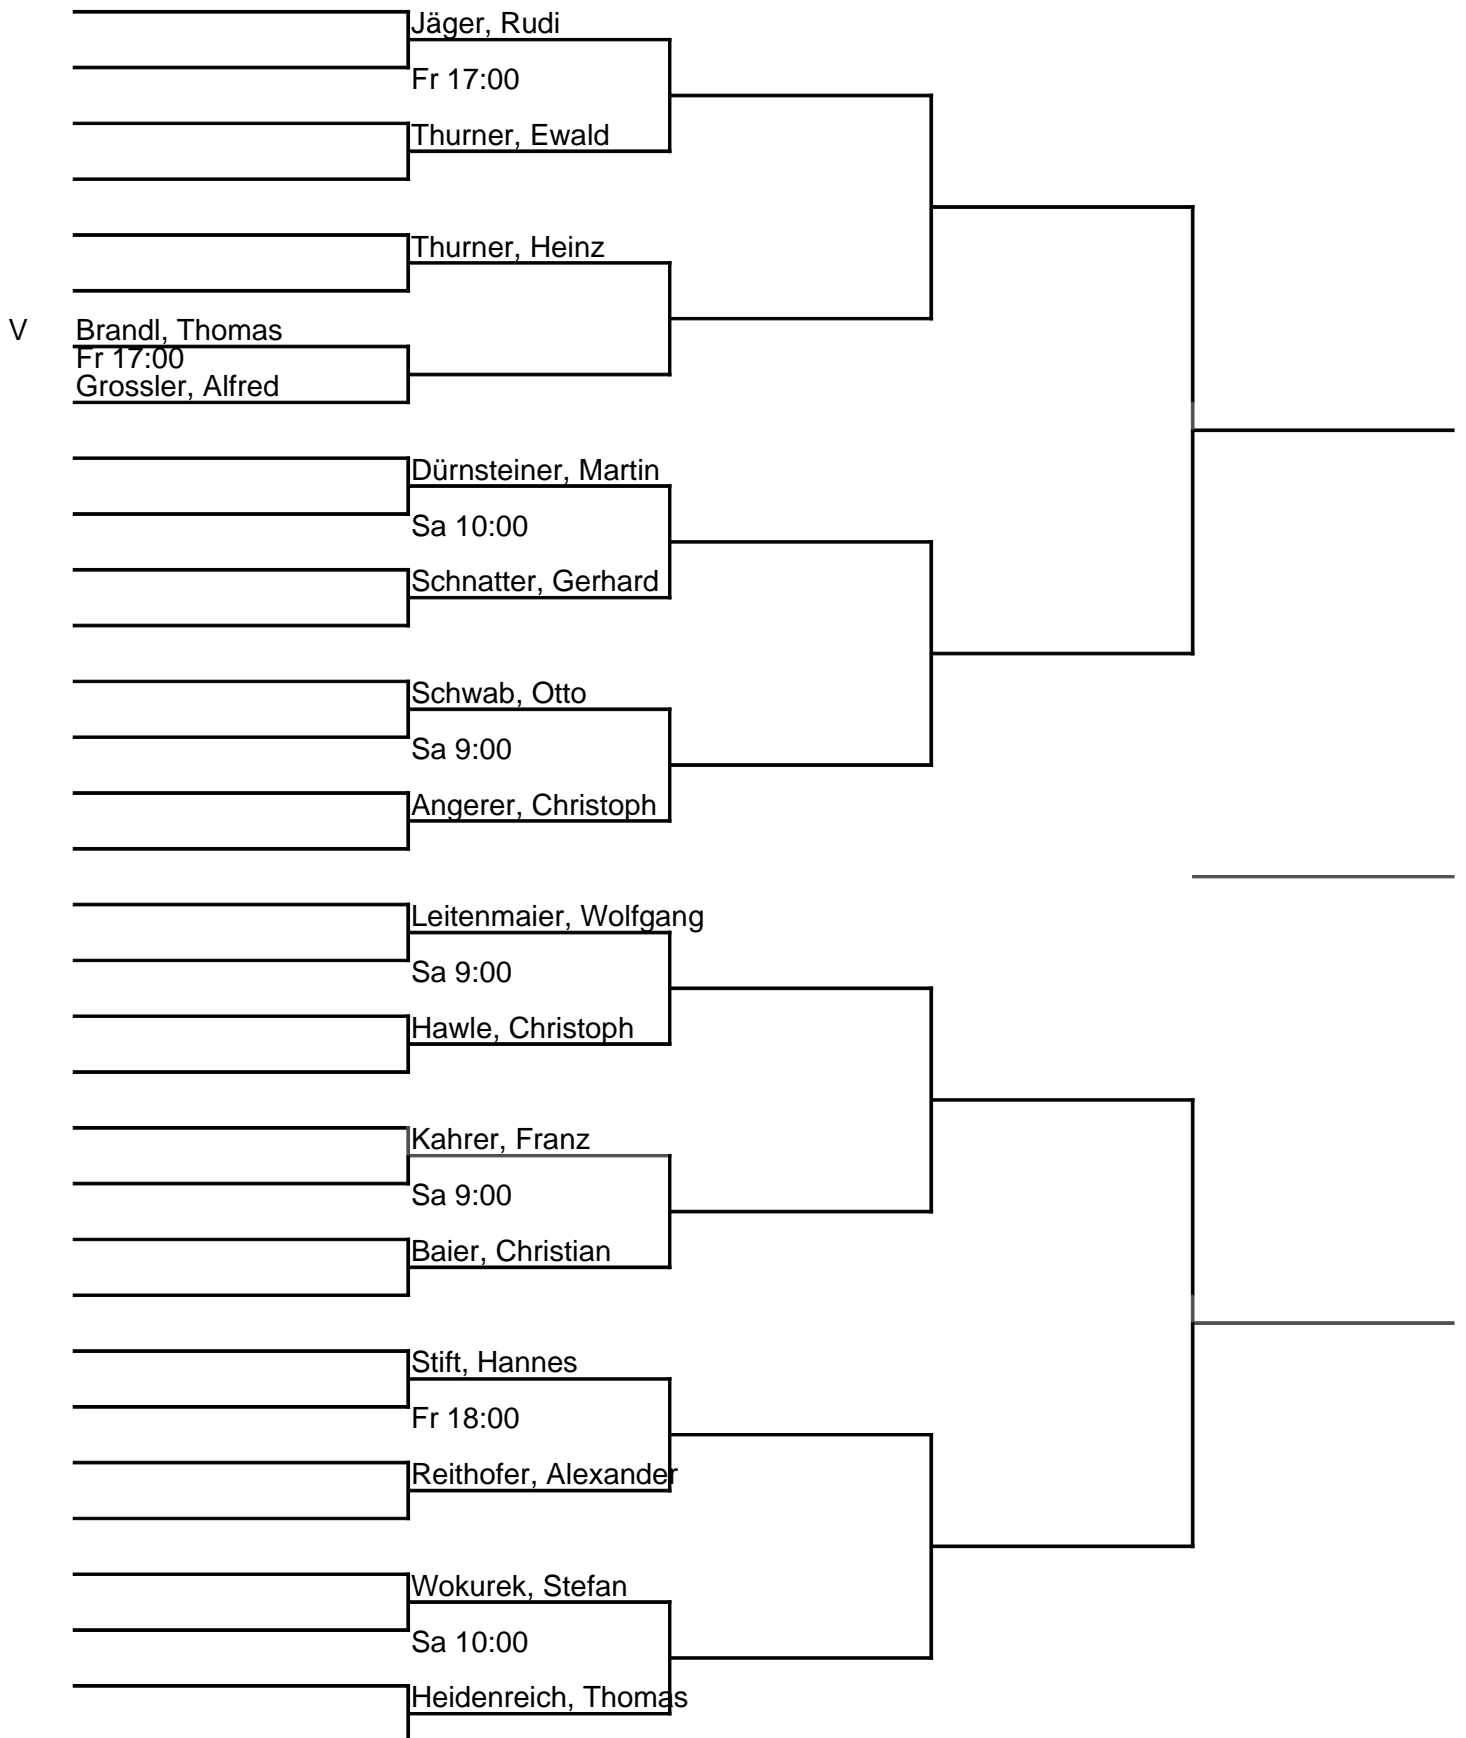 Jäger, Rudi
Fr 17:00
Thurner, Ewald
Thurner, Heinz
V Brandl, Thomas
Fr 17:00
Grossler, Alfred
Dürnsteiner, Martin
Sa 10:00
Schnatter, Gerhard
Schwab, Otto
Sa 9:00
Angerer, Christoph
Leitenmaier, Wolfgang
Sa 9:00
Hawle, Christoph
Kahrer, Franz
Sa 9:00
Baier, Christian
Stift, Hannes
Fr 18:00
Reithofer, Alexander
Wokurek, Stefan
Sa 10:00
Heidenreich, Thomas